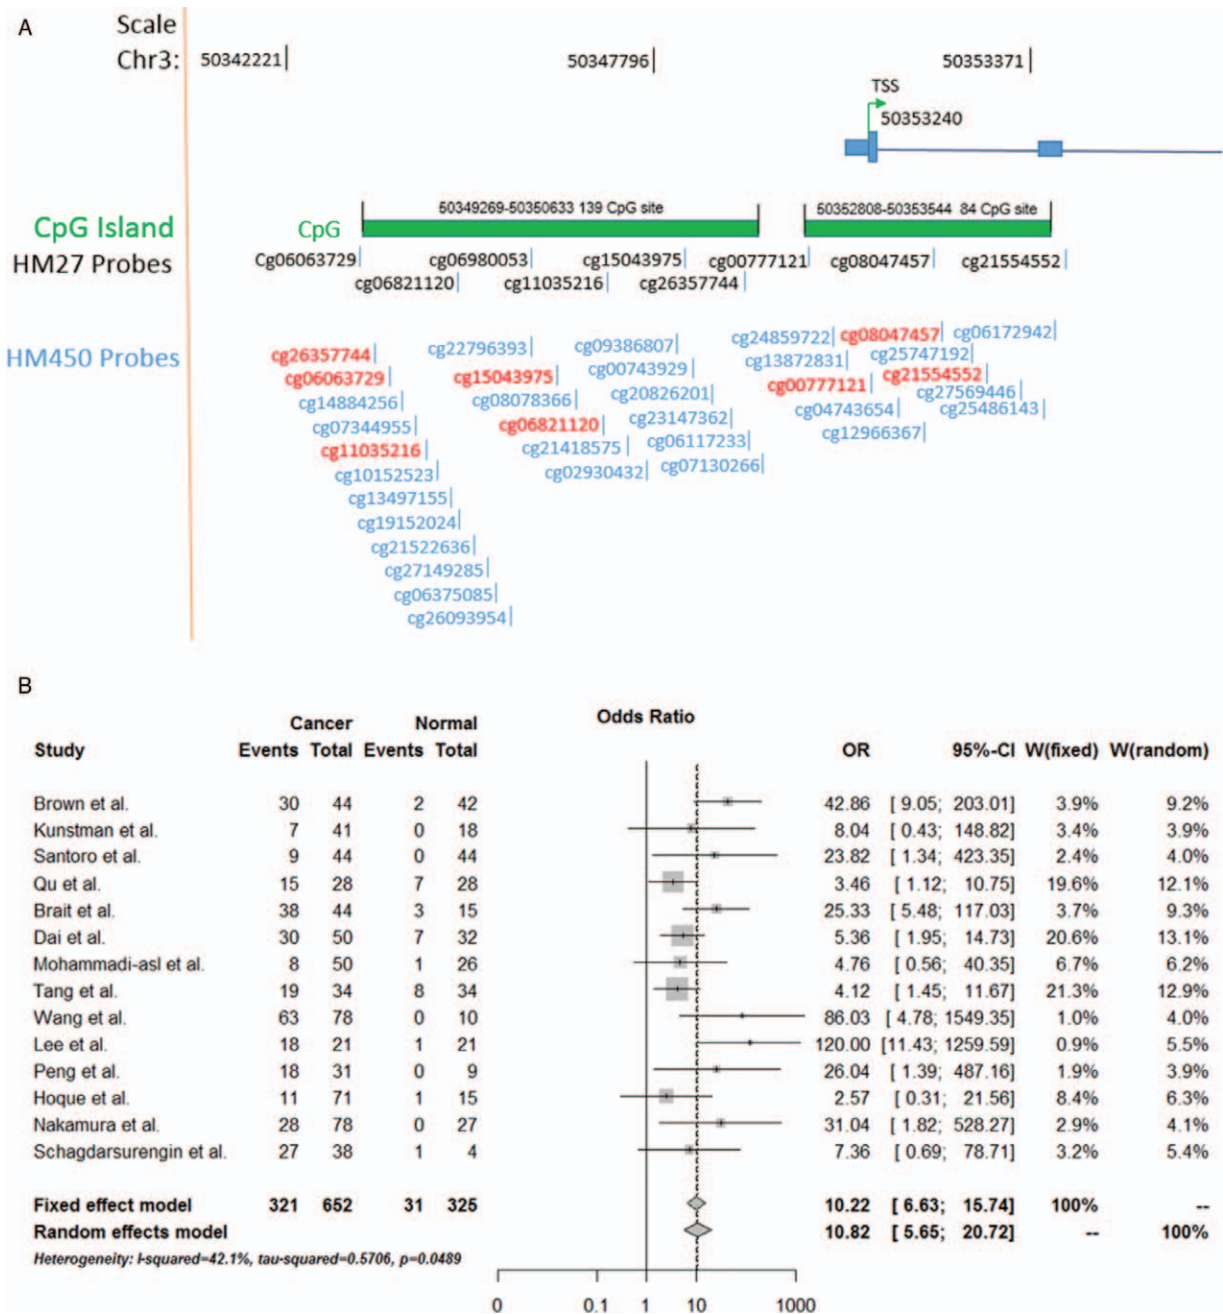 A
Scale
Chr3: 50342221 50347796 50353371
TSS
50353240
CpG Island CpG 50349269-50350633 139 CpG site 50352808-50353544 84 CpG site
HM27 Probes Cg06063729 cg06980053 cg15043975 cg00777121 cg08047457 cg21554552
cg06821120 cg11035216 cg26357744
HM450 Probes
cg26357744
cg06063729
cg14884256
cg07344955
cg11035216
cg10152523
cg13497155
cg19152024
cg21522636
cg27149285
cg06375085
cg26093954
cg22796393
cg15043975
cg08078366
cg06821120
cg21418575
cg02930432
cg09386807
cg00743929
cg20826201
cg23147362
cg06117233
cg07130266
cg24859722
cg13872831
cg00777121
cg04743654
cg12966367
cg08047457
cg25747192
cg21554552
cg06172942
cg27569446
cg25486143
B
Cancer Normal Odds Ratio
Study Events Total Events Total OR 95%-CI W(fixed) W(random)
Brown et al. 30 44 2 42 42.86 [ 9.05; 203.01] 3.9% 9.2%
Kunstman et al. 7 41 0 18 8.04 [ 0.43; 148.82] 3.4% 3.9%
Santoro et al. 9 44 0 44 23.82 [ 1.34; 423.35] 2.4% 4.0%
Qu et al. 15 28 7 28 3.46 [ 1.12; 10.75] 19.6% 12.1%
Brait et al. 38 44 3 15 25.33 [ 5.48; 117.03] 3.7% 9.3%
Dai et al. 30 50 7 32 5.36 [ 1.95; 14.73] 20.6% 13.1%
Mohammadi-asl et al. 8 50 1 26 4.76 [ 0.56; 40.35] 6.7% 6.2%
Tang et al. 19 34 8 34 4.12 [ 1.45; 11.67] 21.3% 12.9%
Wang et al. 63 78 0 10 86.03 [ 4.78; 1549.35] 1.0% 4.0%
Lee et al. 18 21 1 21 120.00 [11.43; 1259.59] 0.9% 5.5%
Peng et al. 18 31 0 9 26.04 [ 1.39; 487.16] 1.9% 3.9%
Hoque et al. 11 71 1 15 2.57 [ 0.31; 21.56] 8.4% 6.3%
Nakamura et al. 28 78 0 27 31.04 [ 1.82; 528.27] 2.9% 4.1%
Schagdarsurengin et al. 27 38 1 4 7.36 [ 0.69; 78.71] 3.2% 5.4%
Fixed effect model 321 652 31 325 10.22 [ 6.63; 15.74] 100% --
Random effects model 10.82 [ 5.65; 20.72] -- 100%
Heterogeneity: I-squared=42.1%, tau-squared=0.5706, p=0.0489
0 0.1 1 10 1000